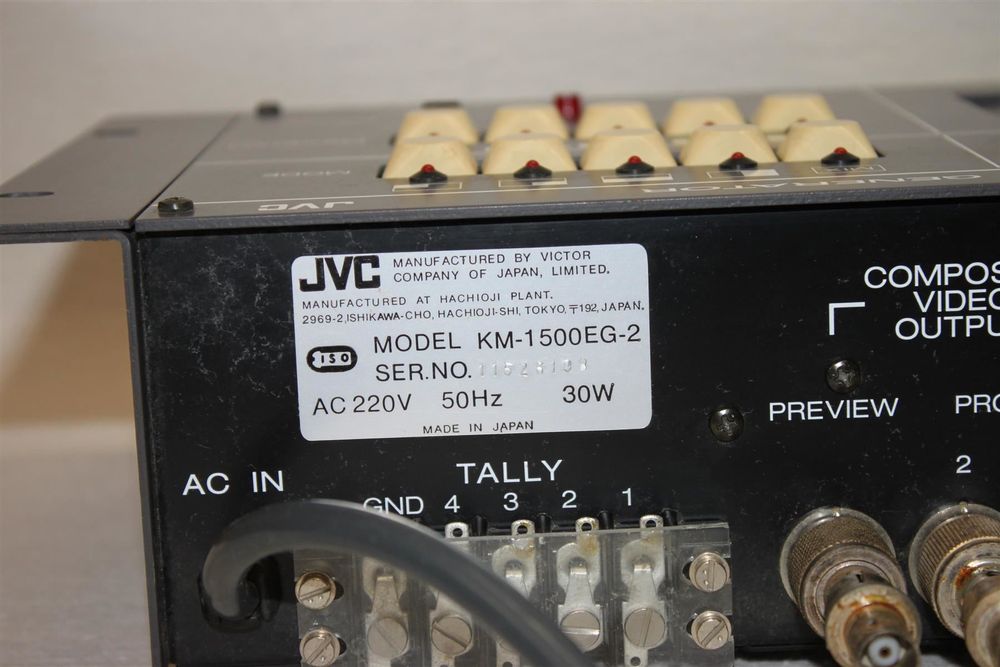 MODE
JVC
GENERATOR
JVC MANUFACTURED BY VICTOR
COMPANY OF JAPAN, LIMITED.
MANUFACTURED AT HACHIOJI PLANT.
2969-2, ISHIKAWA-CHO, HACHIOJI-SHI, TOKYO, 〒192, JAPAN.
ISO
MODEL KM-1500EG-2
SER.NO.
AC 220V 50Hz 30W
MADE IN JAPAN
COMPOS
VIDEO
OUTPU
PREVIEW
PRO
2
AC IN
TALLY
GND 4 3 2 1